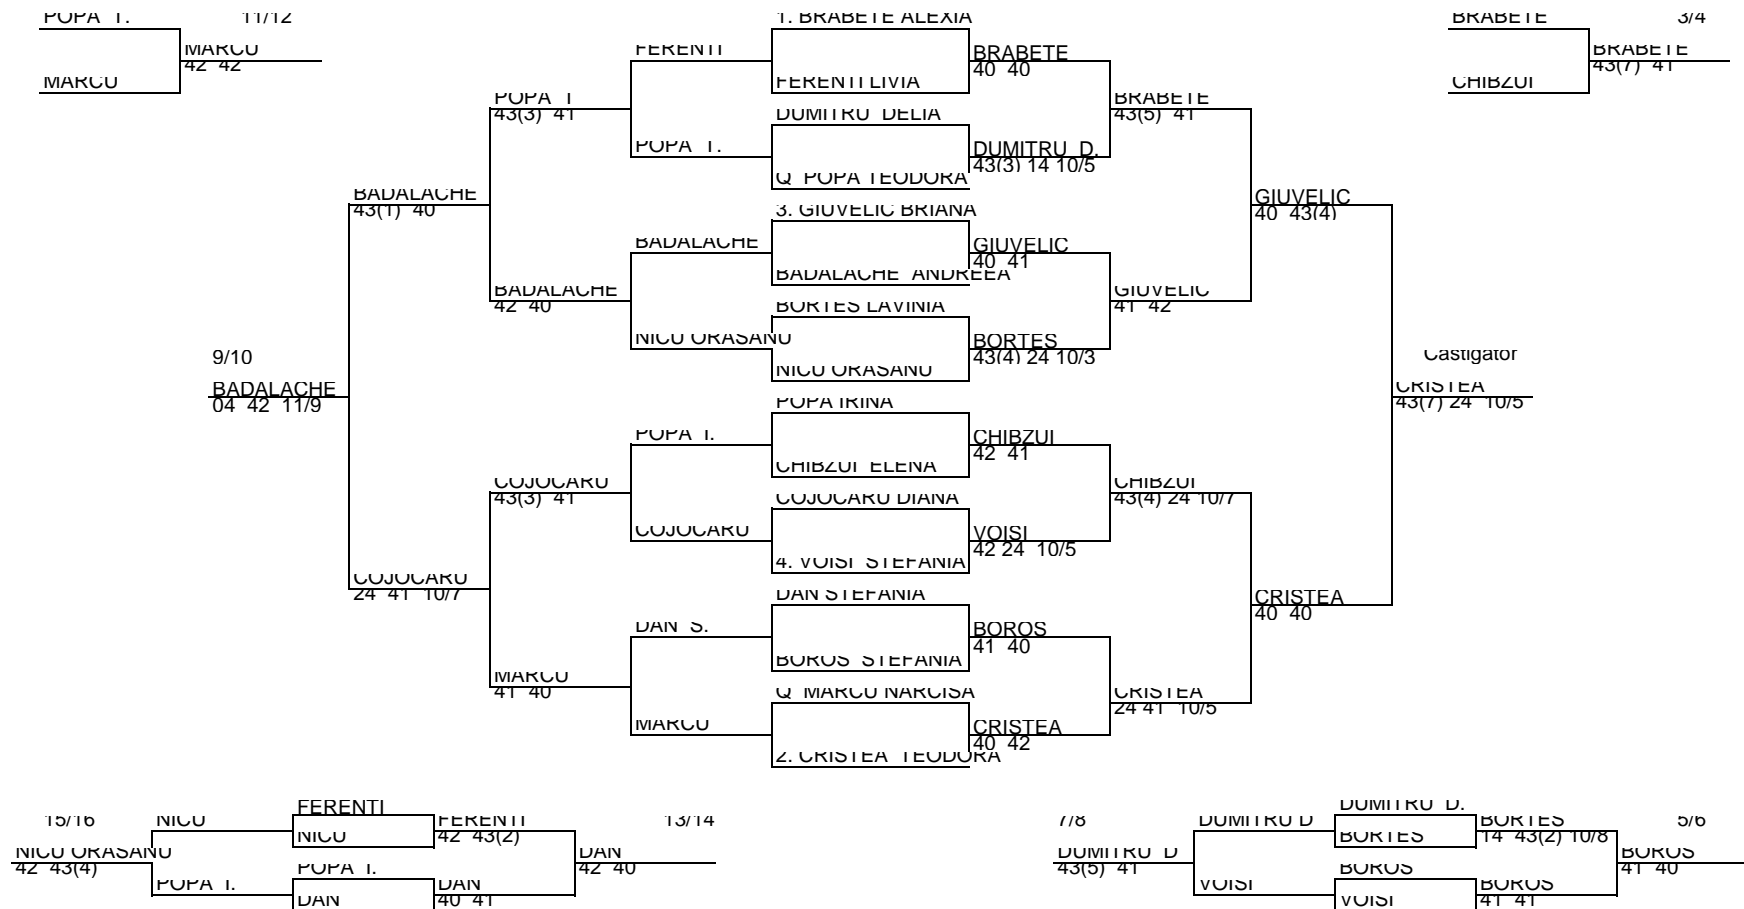 POPA T. 11/12
MARCU
42 42
MARCU
BRABETE 3/4
BRABETE
43(7) 41
CHIBZUI
1. BRABETE ALEXIA
FERENTI LIVIA
DUMITRU DELIA
Q POPA TEODORA
3. GIUVELIC BRIANA
BADALACHE ANDREEA
BORTES LAVINIA
NICU ORASANU
POPA IRINA
CHIBZUI ELENA
COJOCARU DIANA
4. VOISI STEFANIA
DAN STEFANIA
BOROS STEFANIA
Q MARCU NARCISA
2. CRISTEA TEODORA
BRABETE
40 40
DUMITRU D.
43(3) 14 10/5
GIUVELIC
40 41
BORTES
43(4) 24 10/3
CHIBZUI
42 41
VOISI
42 24 10/5
BOROS
41 40
CRISTEA
40 42
BRABETE
43(5) 41
GIUVELIC
41 42
CHIBZUI
43(4) 24 10/7
CRISTEA
24 41 10/5
GIUVELIC
40 43(4)
CRISTEA
40 40
Castigator
CRISTEA
43(7) 24 10/5
FERENTI
POPA T.
BADALACHE
NICU ORASANU
POPA I.
COJOCARU
DAN S.
MARCU
POPA T
43(3) 41
BADALACHE
42 40
COJOCARU
43(3) 41
MARCU
41 40
BADALACHE
43(1) 40
COJOCARU
24 41 10/7
9/10
BADALACHE
04 42 11/9
15/16
NICU ORASANU
42 43(4)
NICU
POPA I.
FERENTI
NICU
POPA I.
DAN
FERENTI
42 43(2)
DAN
40 41
13/14
DAN
42 40
7/8
DUMITRU D
43(5) 41
DUMITRU D
VOISI
DUMITRU D.
BORTES
BOROS
VOISI
BORTES
14 43(2) 10/8
BOROS
41 41
5/6
BOROS
41 40